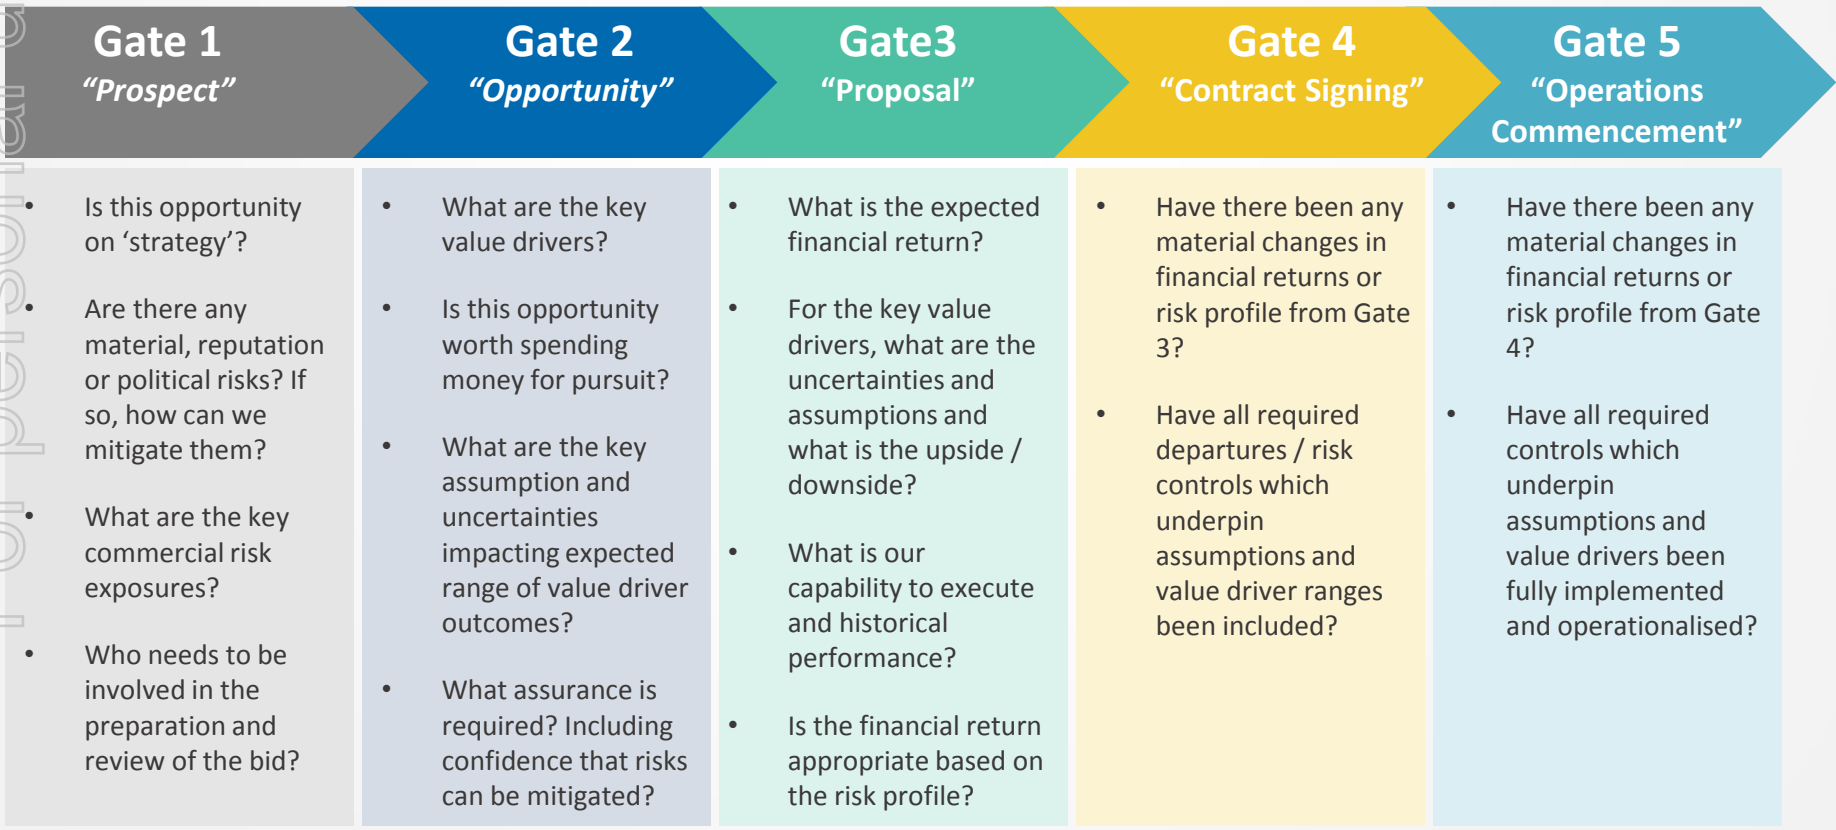 Gate 1
“Prospect”
Gate 2
“Opportunity”
Gate3
“Proposal”
Gate 4
“Contract Signing”
Gate 5
“Operations
Commencement”
• Is this opportunity
on ‘strategy’?
• Are there any
material, reputation
or political risks? If
so, how can we
mitigate them?
• What are the key
commercial risk
exposures?
• Who needs to be
involved in the
preparation and
review of the bid?
• What are the key
value drivers?
• Is this opportunity
worth spending
money for pursuit?
• What are the key
assumption and
uncertainties
impacting expected
range of value driver
outcomes?
• What assurance is
required? Including
confidence that risks
can be mitigated?
• What is the expected
financial return?
• For the key value
drivers, what are the
uncertainties and
assumptions and
what is the upside /
downside?
• What is our
capability to execute
and historical
performance?
• Is the financial return
appropriate based on
the risk profile?
• Have there been any
material changes in
financial returns or
risk profile from Gate
3?
• Have all required
departures / risk
controls which
underpin
assumptions and
value driver ranges
been included?
• Have there been any
material changes in
financial returns or
risk profile from Gate
4?
• Have all required
controls which
underpin
assumptions and
value drivers been
fully implemented
and operationalised?
For personal